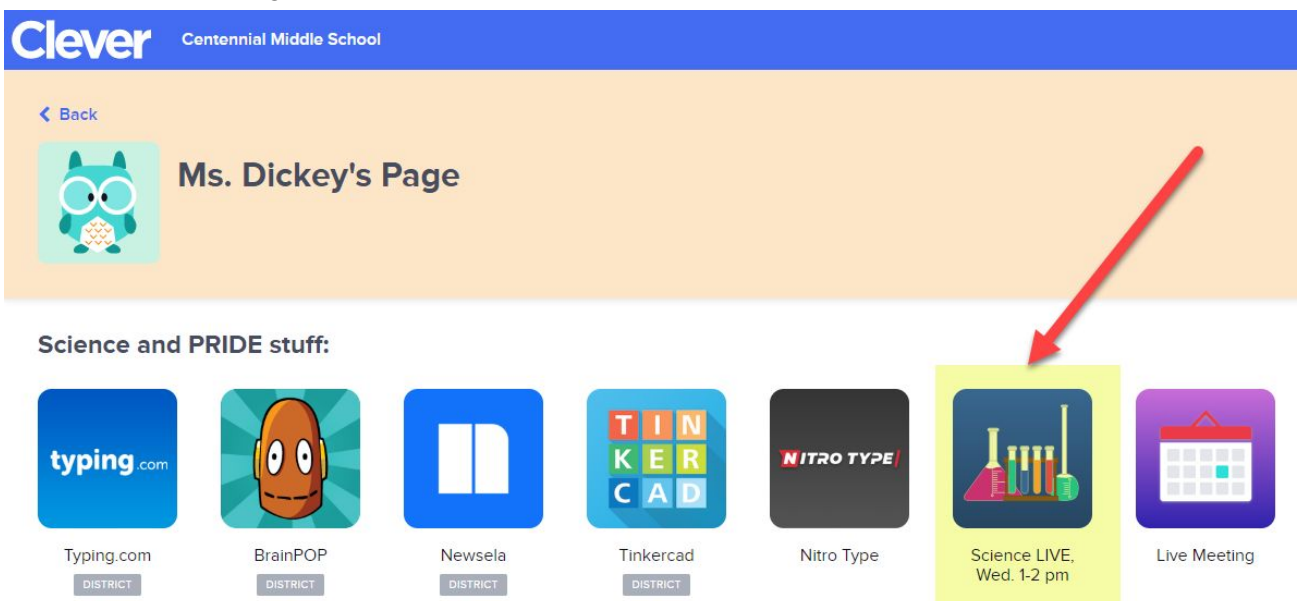 Clever Centennial Middle School
Back
Ms. Dickey's Page
Science and PRIDE stuff:
typing.com
TIN
KER
CAD
NITRO TYPE
Typing.com
DISTRICT
BrainPOP
DISTRICT
Newsela
DISTRICT
Tinkercad
DISTRICT
Nitro Type
Science LIVE,
Wed. 1-2 pm
Live Meeting